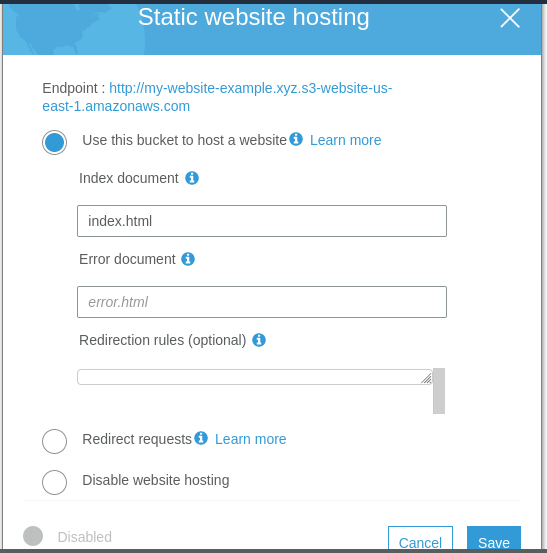 Static website hosting
Endpoint : http://my-website-example.xyz.s3-website-us-
east-1.amazonaws.com
Use this bucket to host a website Learn more
Index document
index.html
Error document
error.html
Redirection rules (optional)
Redirect requests Learn more
Disable website hosting
Disabled
Cancel
Save